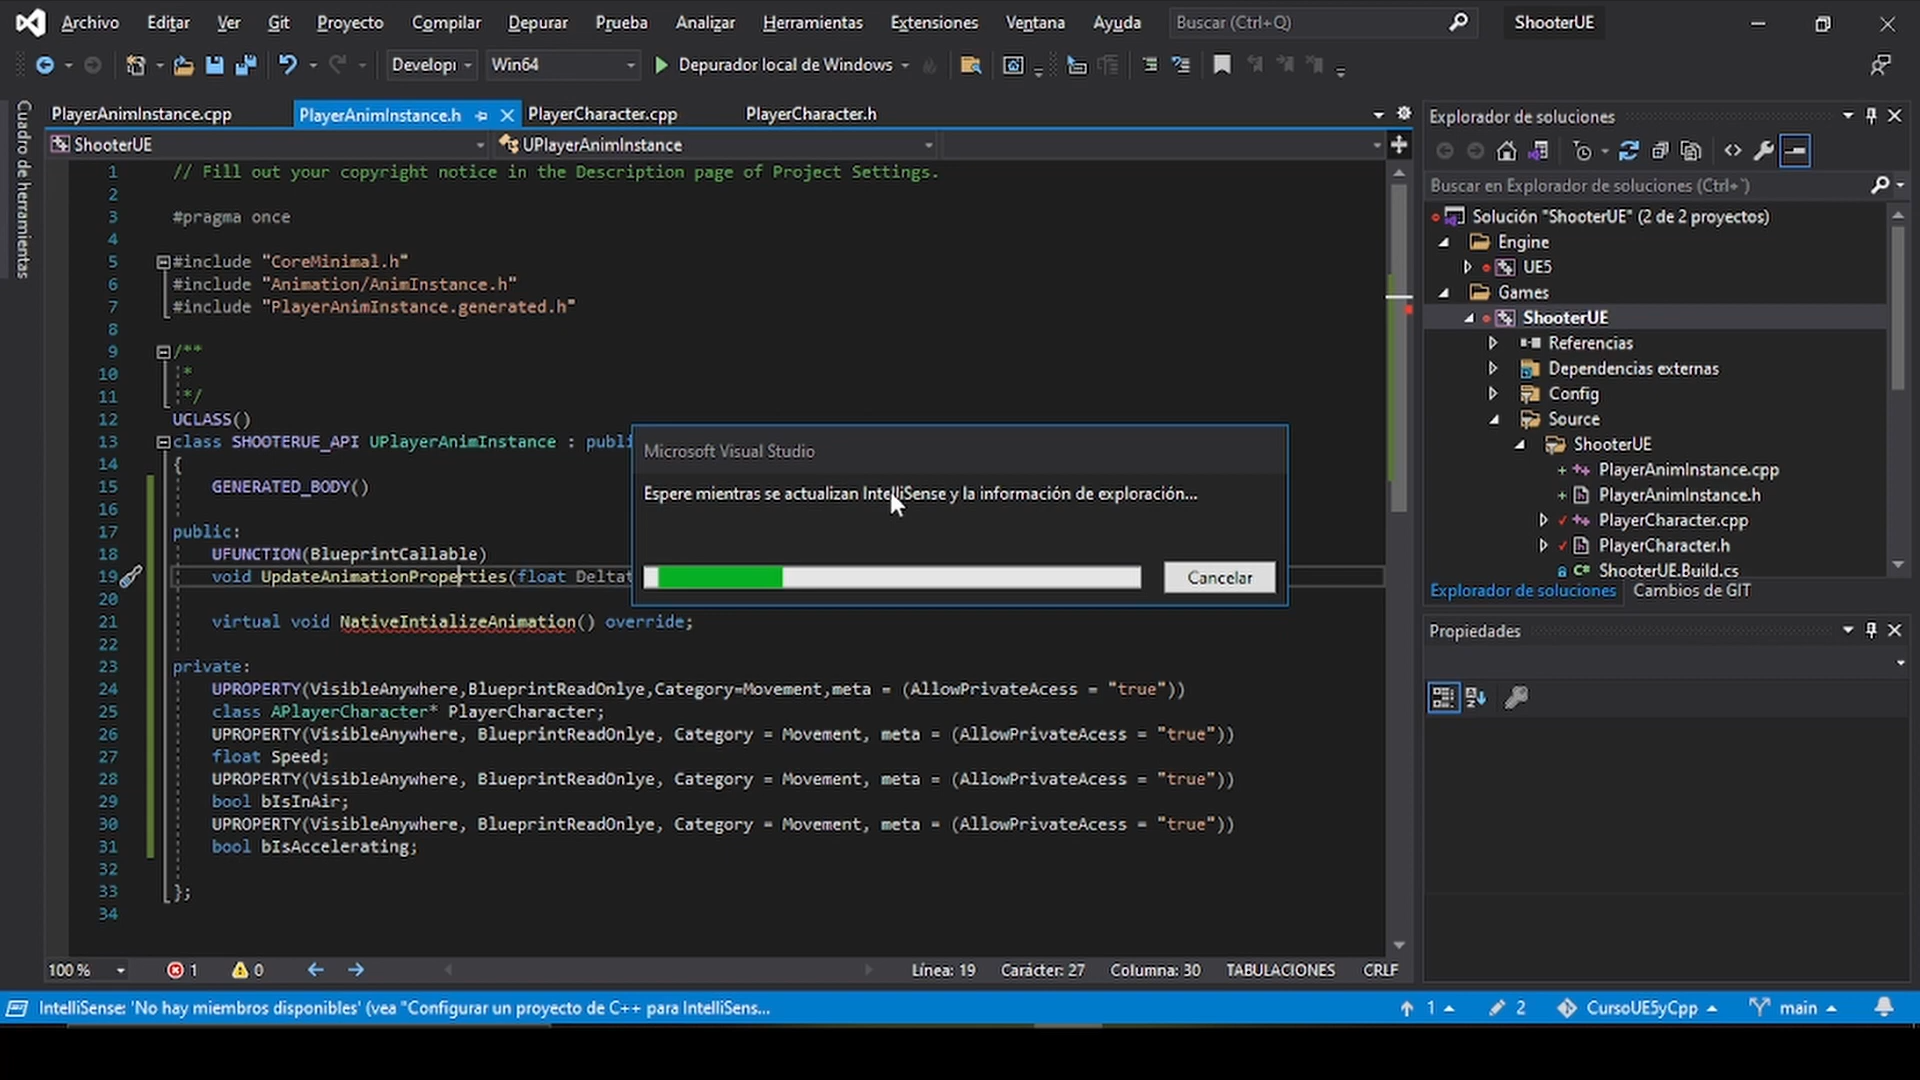 Archivo Editar Ver Git Proyecto Compilar Depurar Prueba Analizar Herramientas Extensiones Ventana Ayuda Buscar (Ctrl+Q) ShooterUE
Developi Win64 Depurador local de Windows
Cuadro de herramientas
PlayerAnimInstance.cpp PlayerAnimInstance.h PlayerCharacter.cpp PlayerCharacter.h
ShooterUE UPlayerAnimInstance
1 // Fill out your copyright notice in the Description page of Project Settings.
2
3 #pragma once
4
5 #include "CoreMinimal.h"
6 #include "Animation/AnimInstance.h"
7 #include "PlayerAnimInstance.generated.h"
8
9 /**
10 *
11 */
12 UCLASS()
13 class SHOOTERUE_API UPlayerAnimInstance : publi
14 {
15 GENERATED_BODY()
16
17 public:
18 UFUNCTION(BlueprintCallable)
19 void UpdateAnimationProperties(float Deltat
20
21 virtual void NativeIntializeAnimation() override;
22
23 private:
24 UPROPERTY(VisibleAnywhere,BlueprintReadOnlye,Category=Movement,meta = (AllowPrivateAcess = "true"))
25 class APlayerCharacter* PlayerCharacter;
26 UPROPERTY(VisibleAnywhere, BlueprintReadOnlye, Category = Movement, meta = (AllowPrivateAcess = "true"))
27 float Speed;
28 UPROPERTY(VisibleAnywhere, BlueprintReadOnlye, Category = Movement, meta = (AllowPrivateAcess = "true"))
29 bool bIsInAir;
30 UPROPERTY(VisibleAnywhere, BlueprintReadOnlye, Category = Movement, meta = (AllowPrivateAcess = "true"))
31 bool bIsAccelerating;
32
33 };
34
Microsoft Visual Studio
Espere mientras se actualizan IntelliSense y la información de exploración...
Cancelar
100 % 1 0 Línea: 19 Carácter: 27 Columna: 30 TABULACIONES CRLF
Explorador de soluciones
Buscar en Explorador de soluciones (Ctrl+`)
Solución "ShooterUE" (2 de 2 proyectos)
Engine
UE5
Games
ShooterUE
Referencias
Dependencias externas
Config
Source
ShooterUE
PlayerAnimInstance.cpp
PlayerAnimInstance.h
PlayerCharacter.cpp
PlayerCharacter.h
C# ShooterUE.Build.cs
Explorador de soluciones Cambios de GIT
Propiedades
IntelliSense: 'No hay miembros disponibles' (vea "Configurar un proyecto de C++ para IntelliSens... 1 2 CursoUE5yCpp main